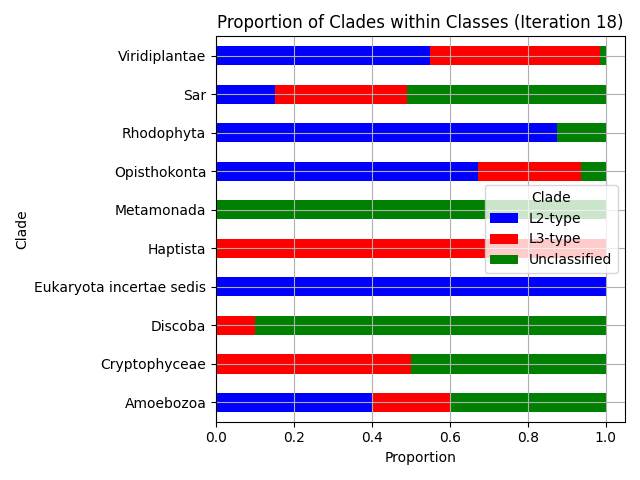 Proportion of Clades within Classes (Iteration 18)
Viridiplantae
Sar
Rhodophyta
Opisthokonta
Metamonada
Haptista
Eukaryota incertae sedis
Discoba
Cryptophyceae
Amoebozoa
Clade
Clade
L2-type
L3-type
Unclassified
0.0 0.2 0.4 0.6 0.8 1.0
Proportion